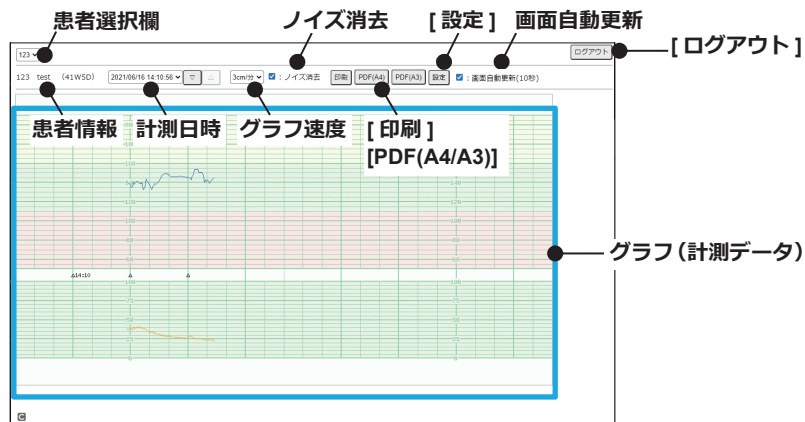 患者選択欄
ノイズ消去
[ 設定 ]
画面自動更新
123
ログアウト
[ ログアウト ]
123 test (41W5D)
2021/06/16 14:10:56
▽
△
3cm/分
: ノイズ消去
印刷
PDF(A4)
PDF(A3)
設定
: 画面自動更新(10秒)
患者情報
計測日時
グラフ速度
[ 印刷 ]
[PDF(A4/A3)]
グラフ（計測データ）
△14:10
△
△
C